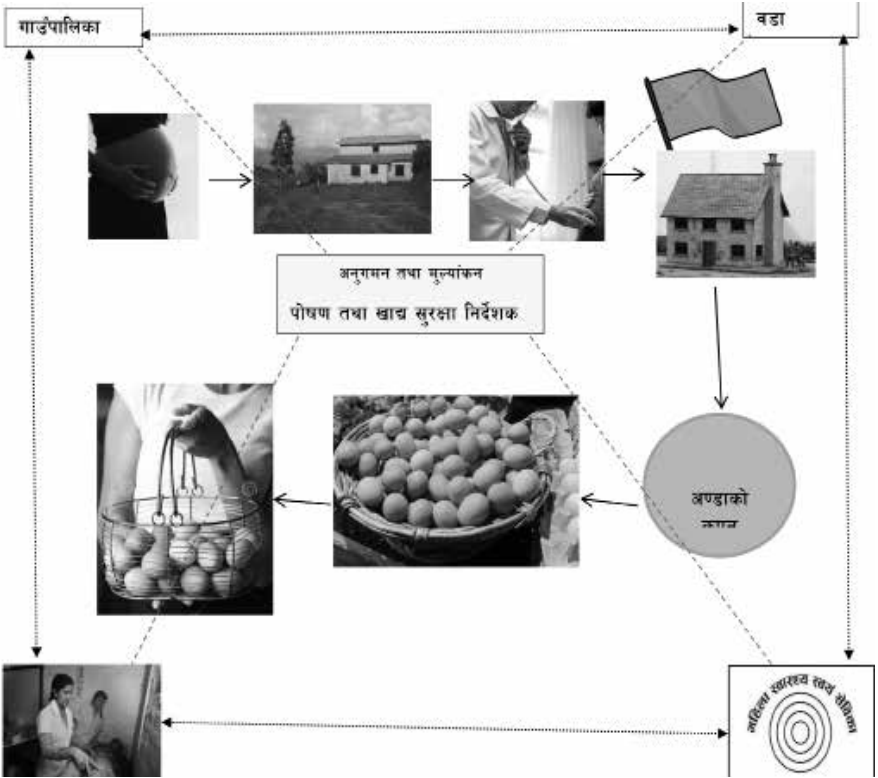 गाउँपालिका
वडा
अनुगमन तथा मुल्यांकन
पोषण तथा खाद्य सुरक्षा निर्देशक
अण्डाको
महिला स्वास्थ्य स्वयं सेविका